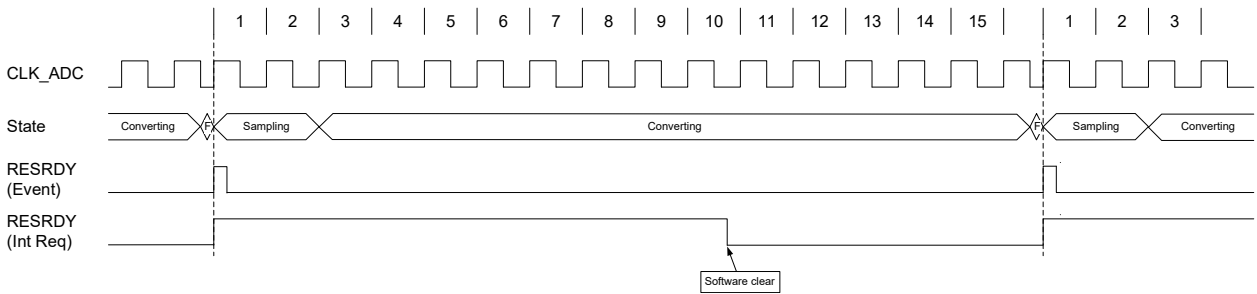 1 2 3 4 5 6 7 8 9 10 11 12 13 14 15 1 2 3
CLK_ADC
State Converting F Sampling Converting F Sampling Converting
RESRDY
(Event)
RESRDY
(Int Req)
Software clear